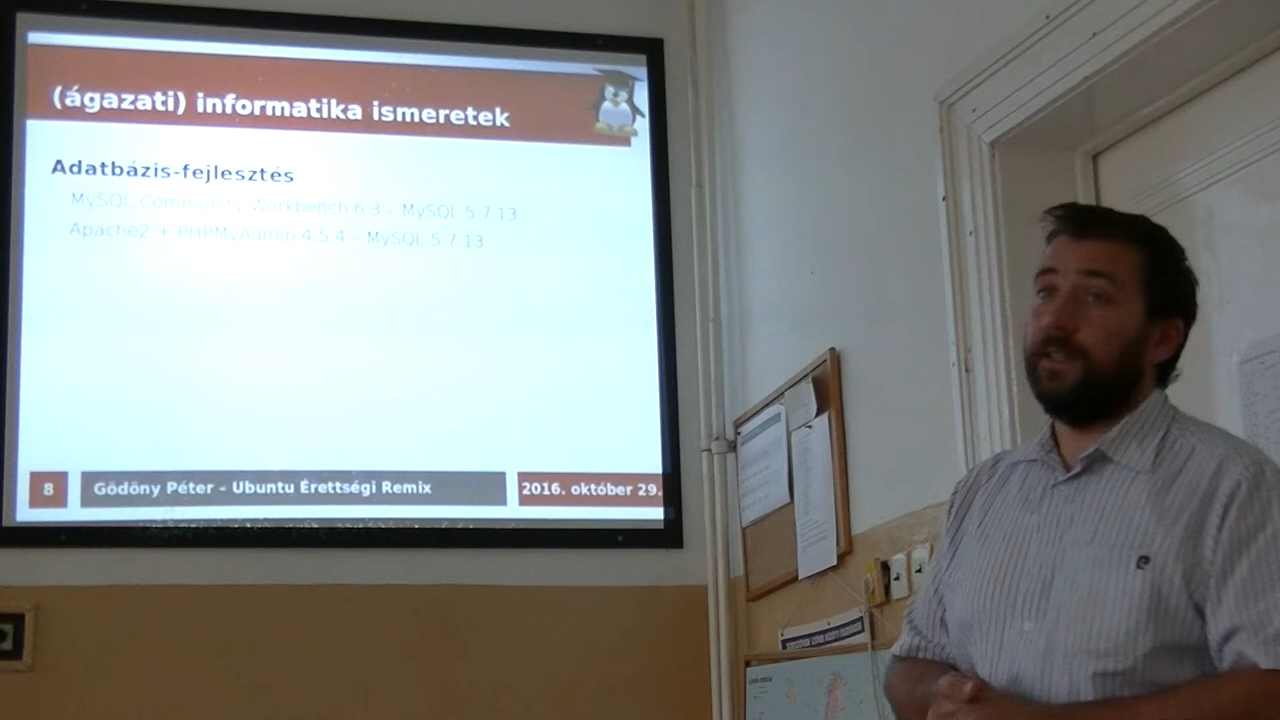 (ágazati) informatika ismeretek
Adatbázis-fejlesztés
MySQL Community Workbench 6.3 – MySQL 5.7.13
Apache2 + PHPMyAdmin 4.5.4 – MySQL 5.7.13
8
Gödöny Péter – Ubuntu Érettségi Remix
2016. október 29.